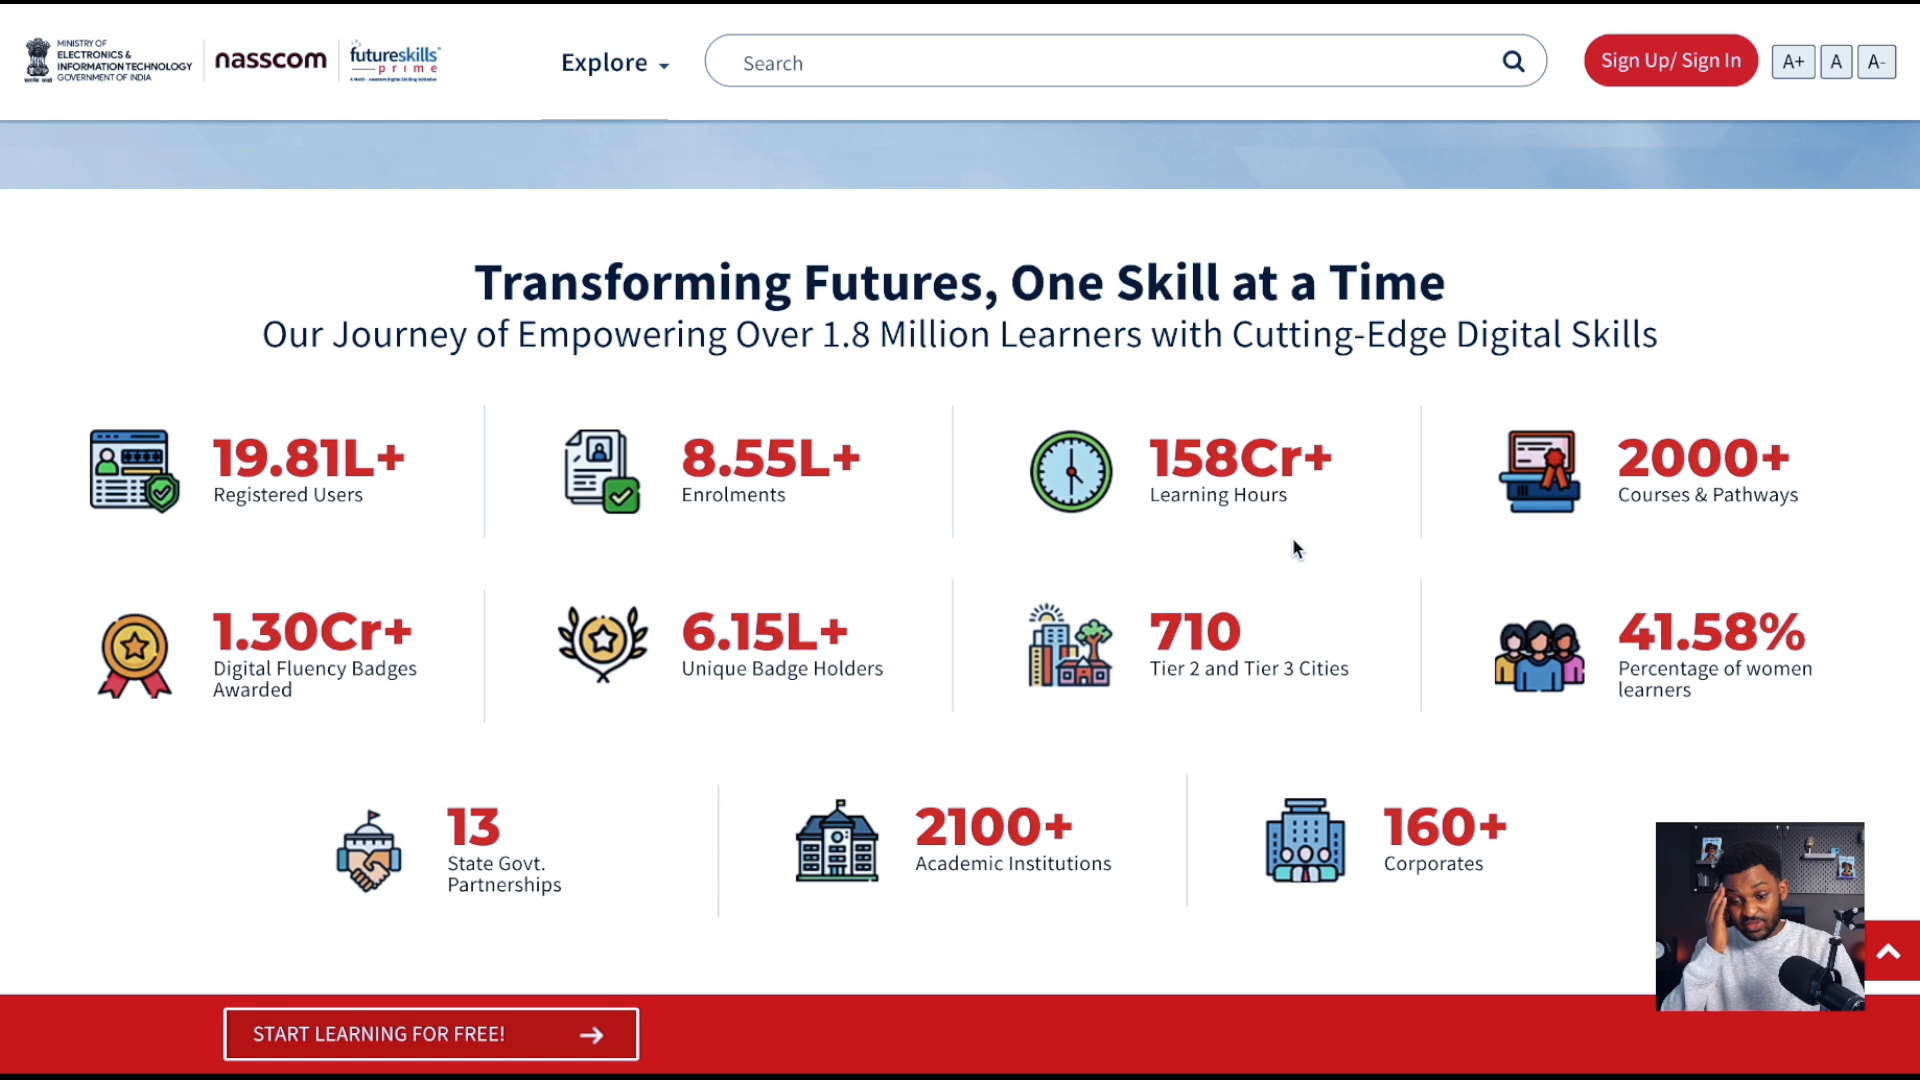 MINISTRY OF
ELECTRONICS &
INFORMATION TECHNOLOGY
GOVERNMENT OF INDIA
nasscom
futureskills
prime
Explore
Search
Sign Up/ Sign In
A+
A
A-
Transforming Futures, One Skill at a Time
Our Journey of Empowering Over 1.8 Million Learners with Cutting-Edge Digital Skills
19.81L+
Registered Users
8.55L+
Enrolments
158Cr+
Learning Hours
2000+
Courses & Pathways
1.30Cr+
Digital Fluency Badges
Awarded
6.15L+
Unique Badge Holders
710
Tier 2 and Tier 3 Cities
41.58%
Percentage of women
learners
13
State Govt.
Partnerships
2100+
Academic Institutions
160+
Corporates
START LEARNING FOR FREE!